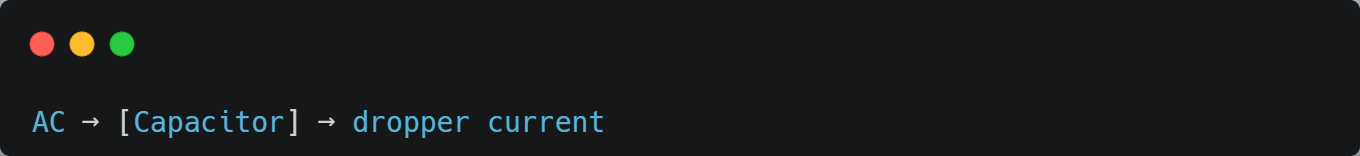 AC → [Capacitor] → dropper current